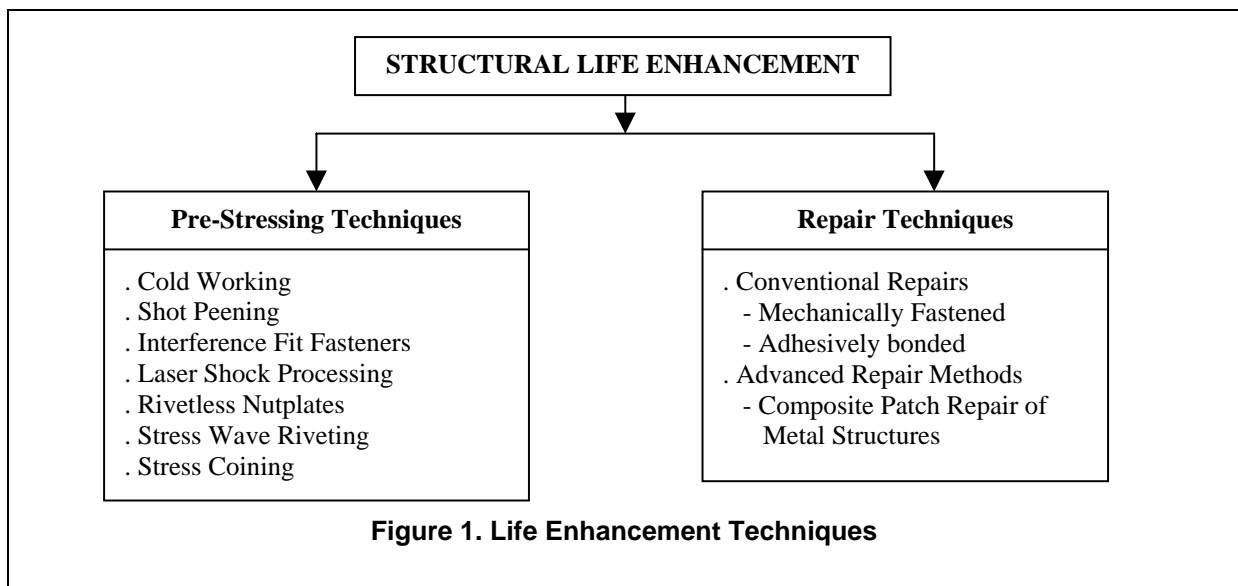 STRUCTURAL LIFE ENHANCEMENT
Pre-Stressing Techniques
. Cold Working
. Shot Peening
. Interference Fit Fasteners
. Laser Shock Processing
. Rivetless Nutplates
. Stress Wave Riveting
. Stress Coining
Repair Techniques
. Conventional Repairs
- Mechanically Fastened
- Adhesively bonded
. Advanced Repair Methods
- Composite Patch Repair of
Metal Structures
Figure 1. Life Enhancement Techniques